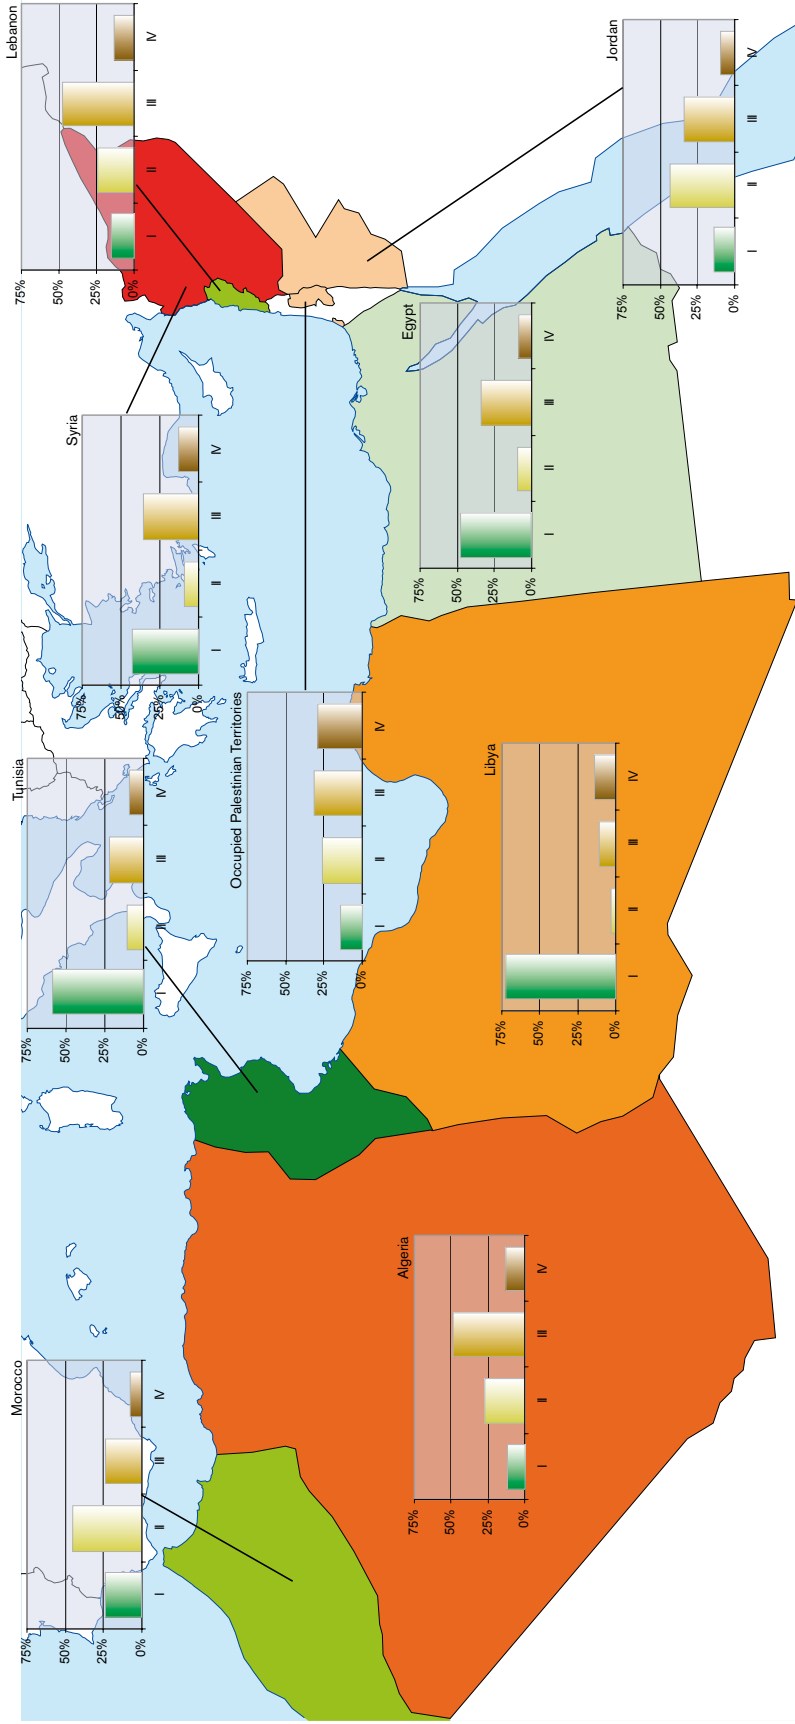 Morocco
75%
50%
25%
0%
I
II
III
IV
Tunisia
75%
50%
25%
0%
I
II
III
IV
Syria
75%
50%
25%
0%
I
II
III
IV
Lebanon
75%
50%
25%
0%
I
II
III
IV
Occupied Palestinian Territories
75%
50%
25%
0%
I
II
III
IV
Algeria
75%
50%
25%
0%
I
II
III
IV
Libya
75%
50%
25%
0%
I
II
III
IV
Egypt
75%
50%
25%
0%
I
II
III
IV
Jordan
75%
50%
25%
0%
I
II
III
IV